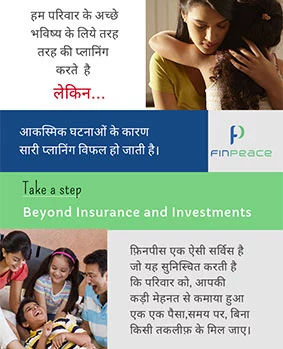 हम परिवार के अच्छे
भविष्य के लिये तरह
तरह की प्लानिंग
करते है
लेकिन...
आकस्मिक घटनाओं के कारण
सारी प्लानिंग विफल हो जाती है।
FINPEACE
Take a step
Beyond Insurance and Investments
फ़िनपीस एक ऐसी सर्विस है
जो यह सुनिस्चित करती है
कि परिवार को, आपकी
कड़ी मेहनत से कमाया हुआ
एक एक पैसा,समय पर, बिना
किसी तकलीफ़ के मिल जाए।